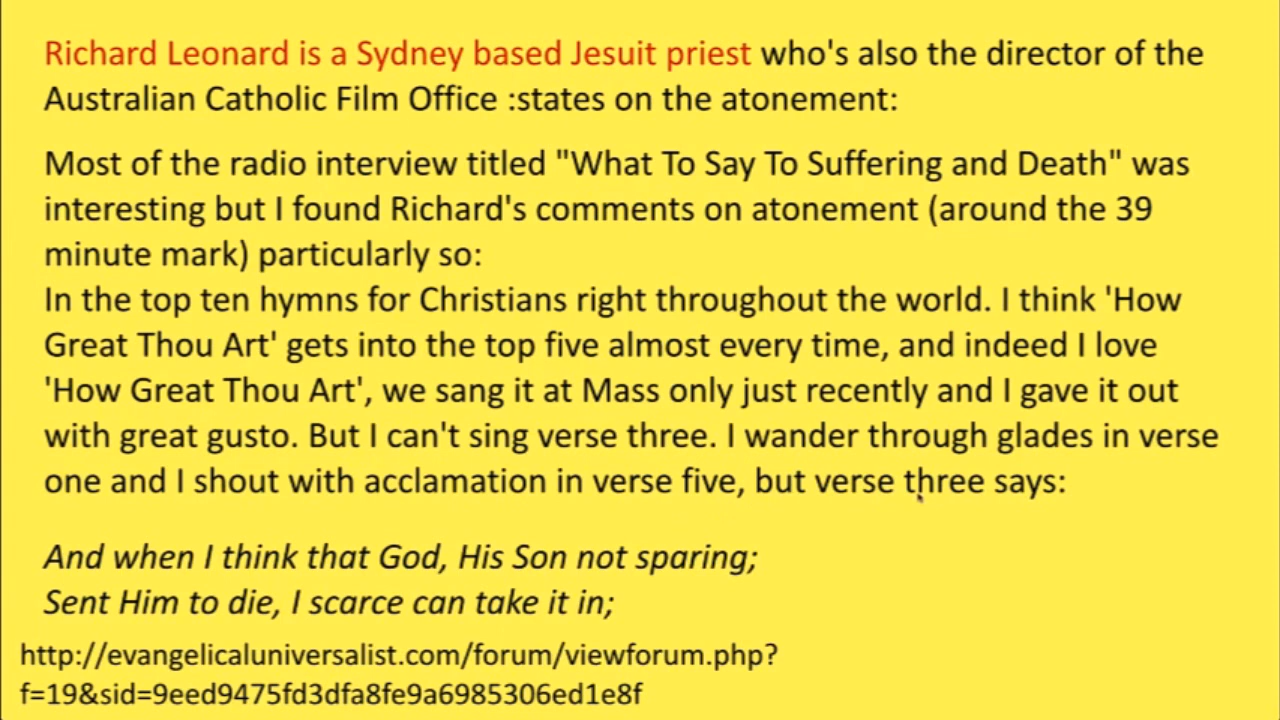 Richard Leonard is a Sydney based Jesuit priest who's also the director of the
Australian Catholic Film Office :states on the atonement:
Most of the radio interview titled "What To Say To Suffering and Death" was
interesting but I found Richard's comments on atonement (around the 39
minute mark) particularly so:
In the top ten hymns for Christians right throughout the world. I think 'How
Great Thou Art' gets into the top five almost every time, and indeed I love
'How Great Thou Art', we sang it at Mass only just recently and I gave it out
with great gusto. But I can't sing verse three. I wander through glades in verse
one and I shout with acclamation in verse five, but verse three says:
And when I think that God, His Son not sparing;
Sent Him to die, I scarce can take it in;
http://evangelicaluniversalist.com/forum/viewforum.php?
f=19&sid=9eed9475fd3dfa8fe9a6985306ed1e8f